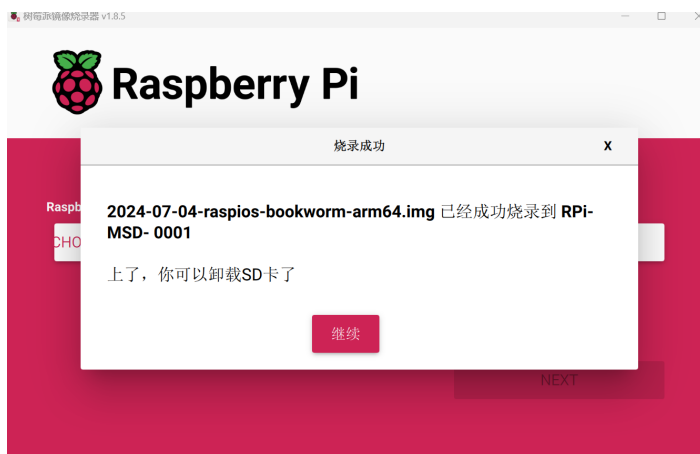 树莓派镜像烧录器 v1.8.5
Raspberry Pi
烧录成功
X
Raspb
2024-07-04-raspios-bookworm-arm64.img 已经成功烧录到 RPi-
MSD- 0001
CHO
上了，你可以卸载SD卡了
继续
NEXT